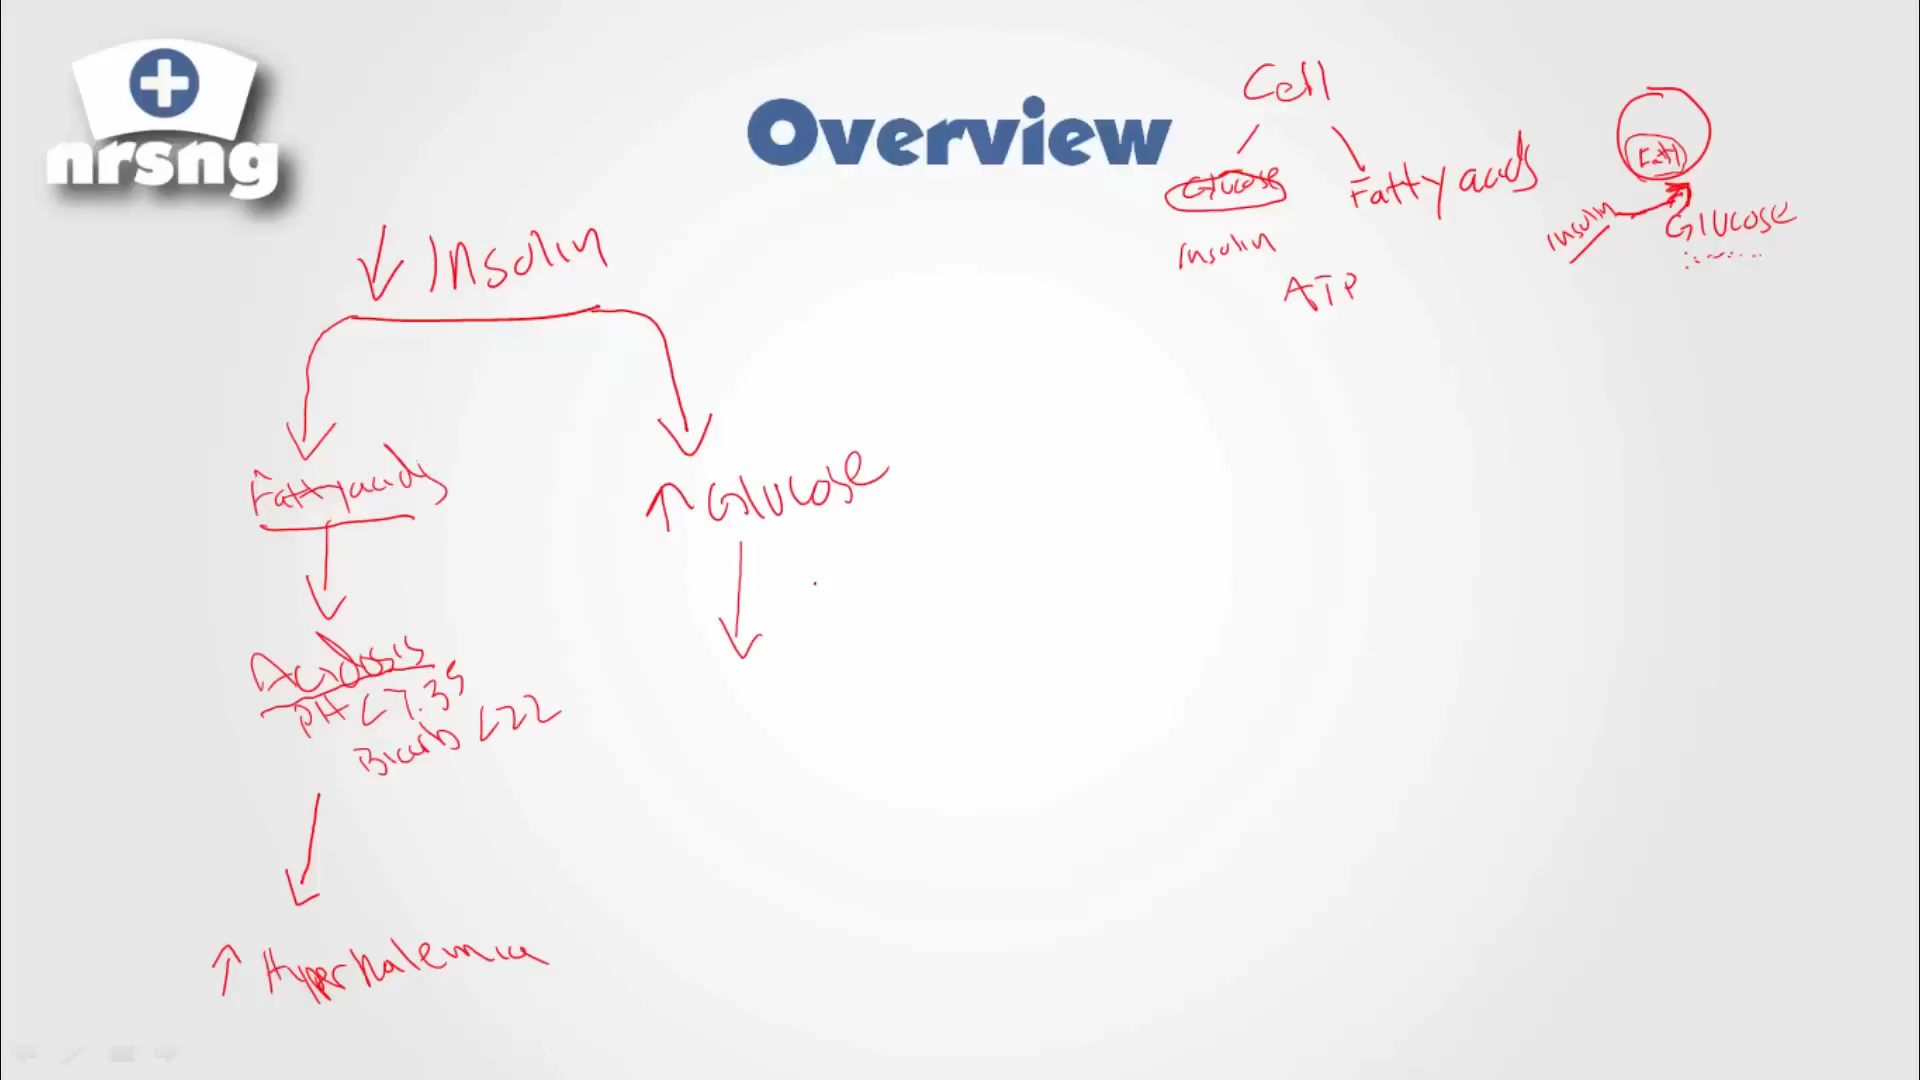 nrsng
Overview
Cell
Glucose
Fatty acids
Insulin
ATP
Fatty
Insulin
Glucose
↓ Insulin
Fatty acids
↑ Glucose
Acidosis
PH < 7.35
Bicarb < 22
↑ Hyperkalemia